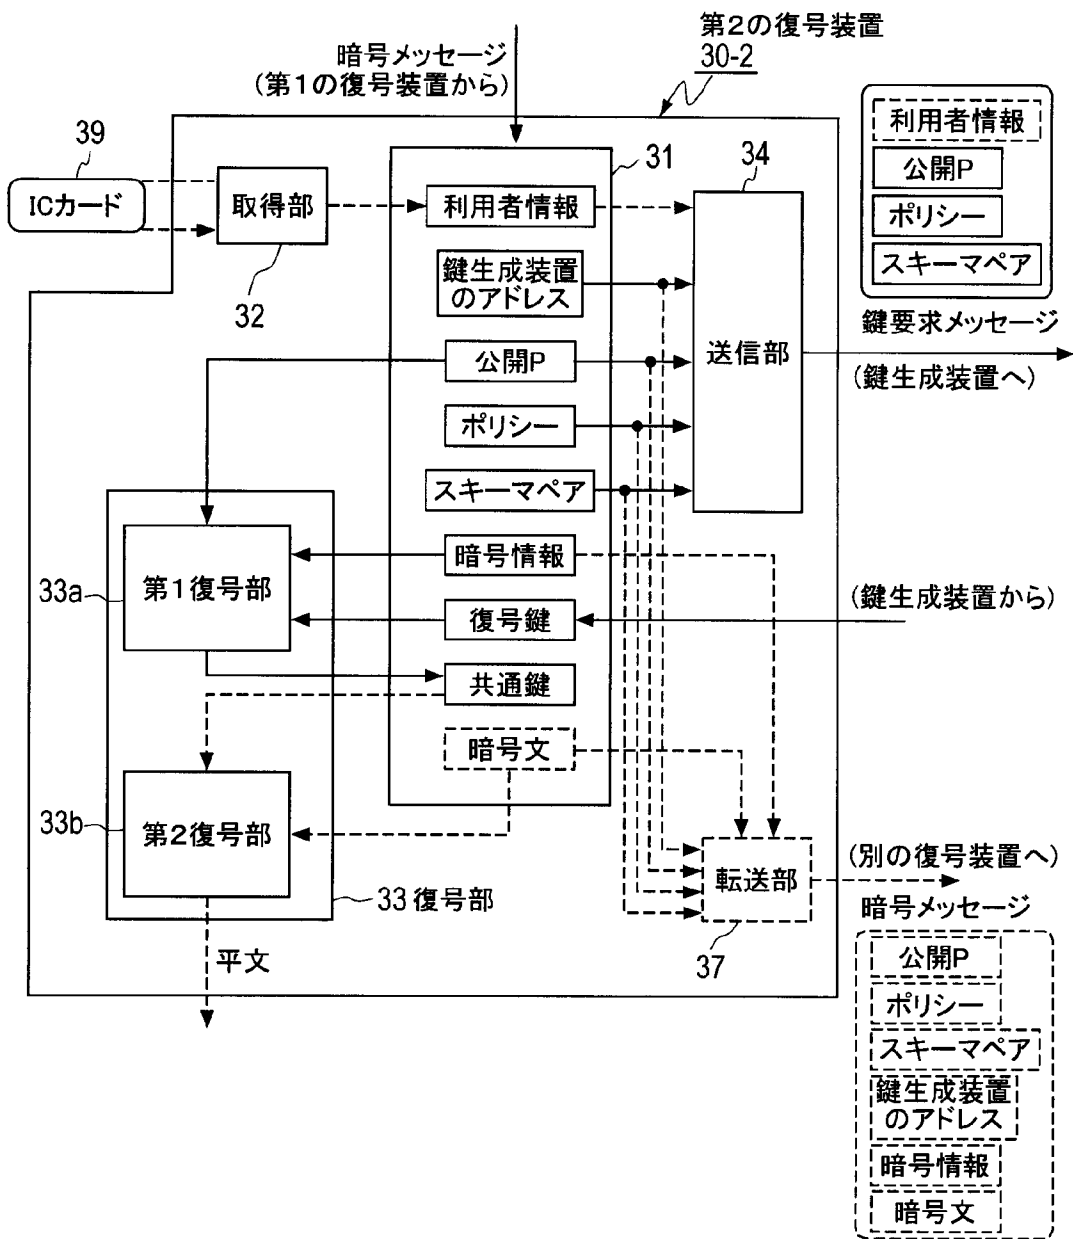 第2の復号装置
30-2
暗号メッセージ
(第1の復号装置から)
39
ICカード
取得部
32
31
利用者情報
鍵生成装置
のアドレス
公開P
ポリシー
スキーマペア
暗号情報
復号鍵
共通鍵
暗号文
34
送信部
利用者情報
公開P
ポリシー
スキーマペア
鍵要求メッセージ
(鍵生成装置へ)
33a
第1復号部
(鍵生成装置から)
33b
第2復号部
33 復号部
平文
転送部
37
(別の復号装置へ)
暗号メッセージ
公開P
ポリシー
スキーマペア
鍵生成装置
のアドレス
暗号情報
暗号文